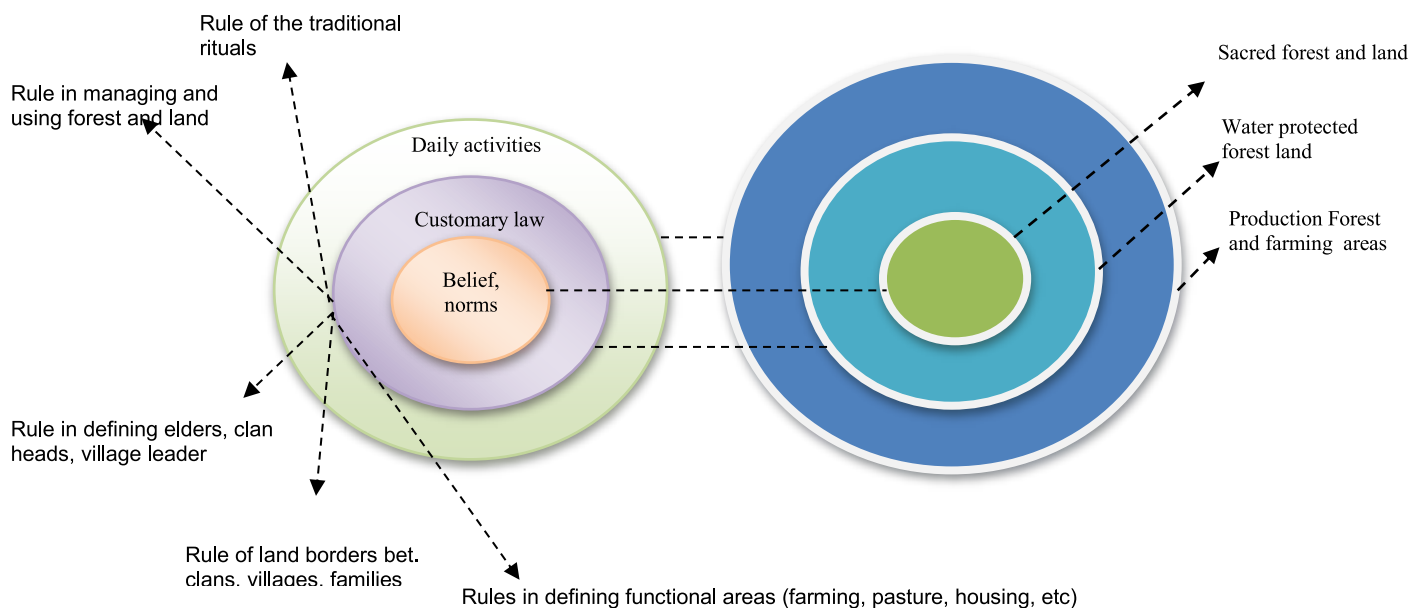 Rule of the traditional
rituals
Rule in managing and
using forest and land
Daily activities
Customary law
Belief,
norms
Rule in defining elders, clan
heads, village leader
Rule of land borders bet.
clans, villages, families
Rules in defining functional areas (farming, pasture, housing, etc)
Sacred forest and land
Water protected
forest land
Production Forest
and farming areas